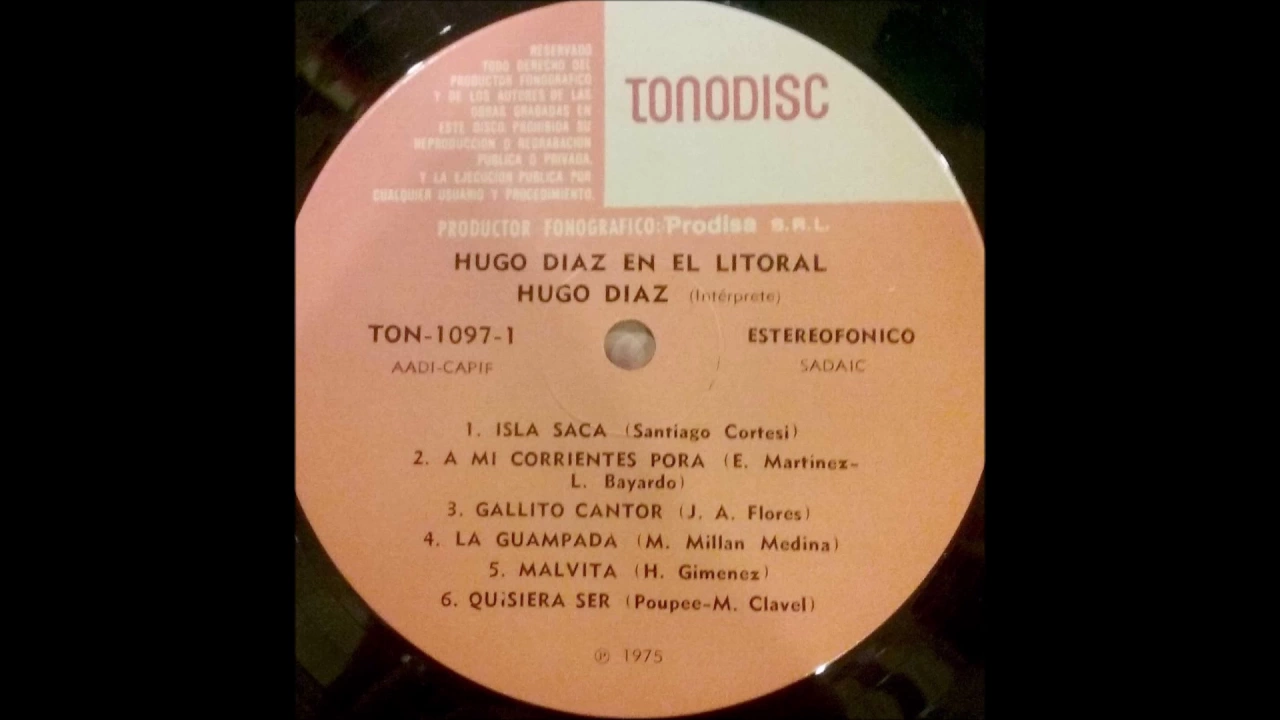 RESERVADO
TODO DERECHO DEL
PRODUCTOR FONOGRAFICO
Y DE LOS AUTORES DE LAS
OBRAS GRABADAS EN
ESTE DISCO. PROHIBIDA SU
REPRODUCCION O REGRABACION
PUBLICA O PRIVADA,
Y LA EJECUCION PUBLICA POR
CUALQUIER USUARIO Y PROCEDIMIENTO.
TONODISC
PRODUCTOR FONOGRAFICO: Prodisa S.R.L.
HUGO DIAZ EN EL LITORAL
HUGO DIAZ (Intérprete)
TON-1097-1
ESTEREOFONICO
AADI-CAPIF
SADAIC
1. ISLA SACA (Santiago Cortesi)
2. A MI CORRIENTES PORA (E. Martinez-
L. Bayardo)
3. GALLITO CANTOR (J. A. Flores)
4. LA GUAMPADA (M. Millan Medina)
5. MALVITA (H. Gimenez)
6. QUiSIERA SER (Poupee-M. Clavel)
℗ 1975